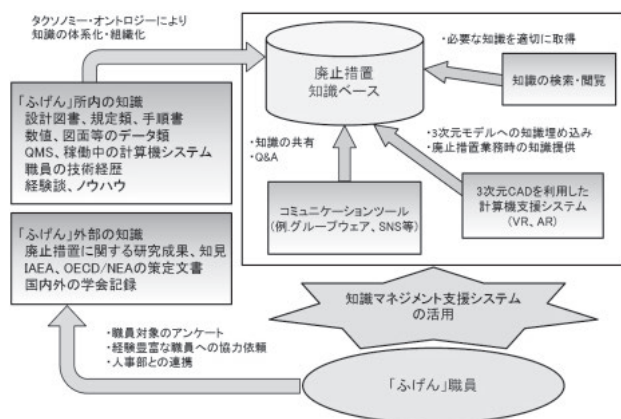 タクソノミー・オントロジーにより
知識の体系化・組織化
「ふげん」所内の知識
設計図書、規定類、手順書
数値、図面等のデータ類
QMS、稼働中の計算機システム
職員の技術経歴
経験談、ノウハウ
「ふげん」外部の知識
廃止措置に関する研究成果、知見
IAEA、OECD/NEAの策定文書
国内外の学会記録
廃止措置
知識ベース
・必要な知識を適切に取得
知識の検索・閲覧
・知識の共有
・Q&A
・3次元モデルへの知識埋め込み
・廃止措置業務時の知識提供
コミュニケーションツール
(例.グループウェア、SNS等)
3次元CADを利用した
計算機支援システム
(VR、AR)
知識マネジメント支援システム
の活用
・職員対象のアンケート
・経験豊富な職員への協力依頼
・人事部との連携
「ふげん」職員